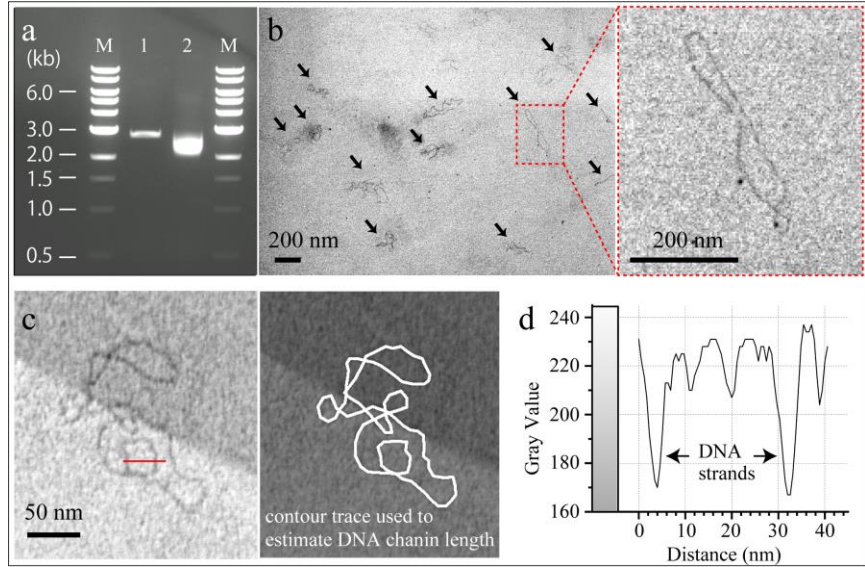 a
M 1 2 M
(kb)
6.0
3.0
2.0
1.5
1.0
0.5
b
200 nm
200 nm
c
50 nm
contour trace used to
estimate DNA chanin length
d
240
220
200
180
160
Gray Value
DNA
strands
0 10 20 30 40
Distance (nm)